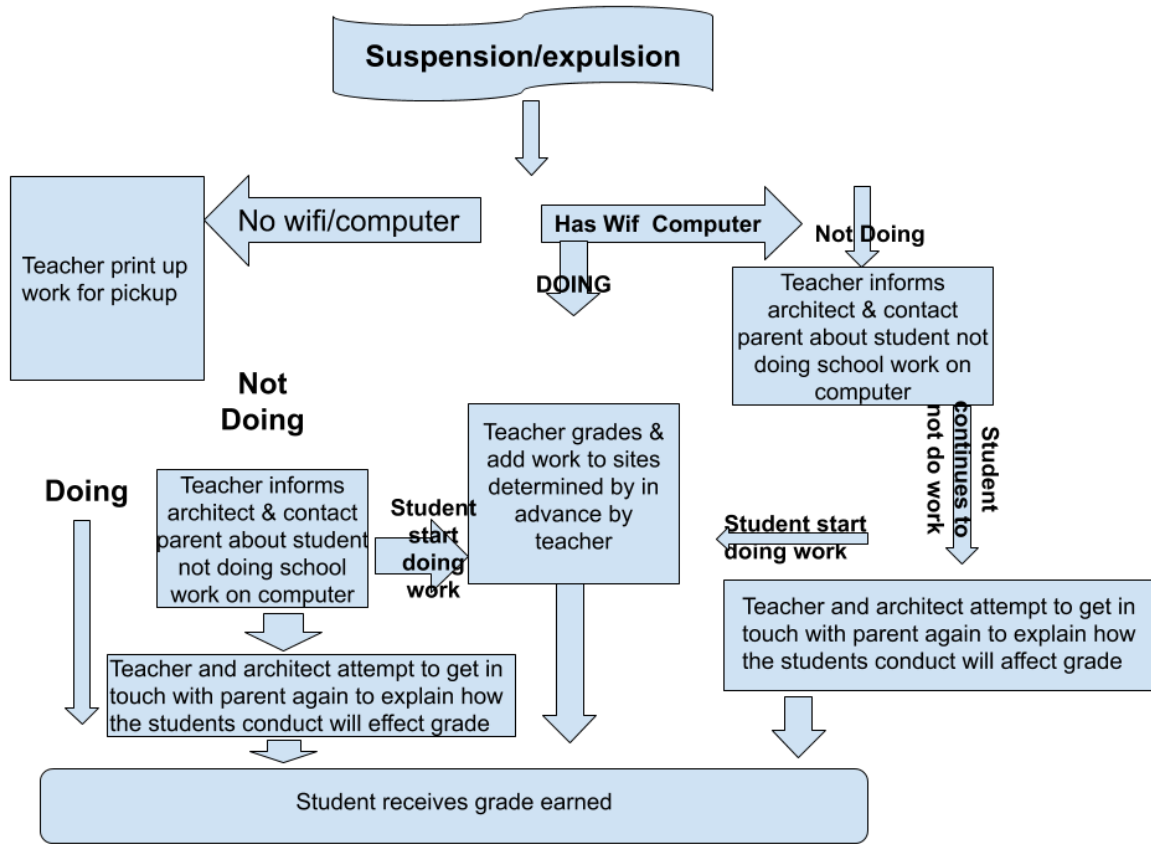 Suspension/expulsion
No wifi/computer
Has Wif  Computer
Not Doing
DOING
Teacher print up
work for pickup
Teacher informs
architect & contact
parent about student not
doing school work on
computer
Not
Doing
Doing
Teacher informs
architect & contact
parent about student
not doing school
work on computer
Student
start
doing
work
Teacher grades &
add work to sites
determined by in
advance by
teacher
Student
continues to
not do work
Student start
doing work
Teacher and architect attempt to get in
touch with parent again to explain how
the students conduct will effect grade
Teacher and architect attempt to get in
touch with parent again to explain how
the students conduct will affect grade
Student receives grade earned